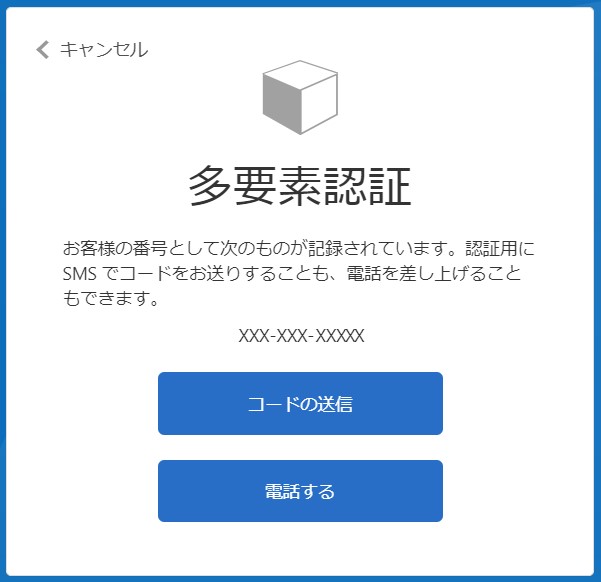 キャンセル
多要素認証
お客様の番号として次のものが記録されています。認証用に
SMS でコードをお送りすることも、電話を差し上げること
もできます。
XXX-XXX-XXXXX
コードの送信
電話する